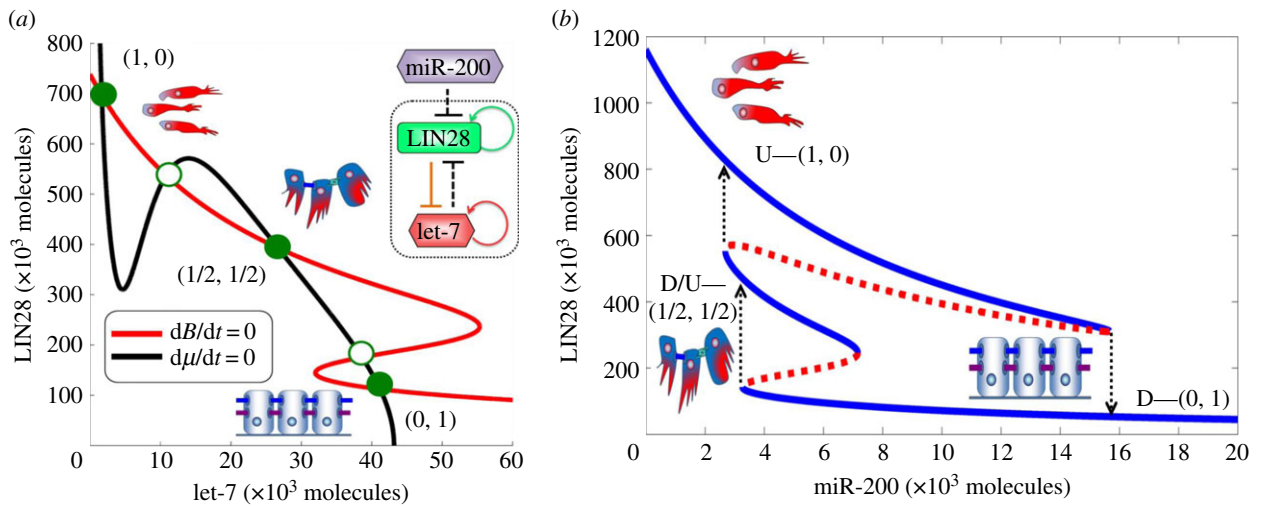 (a)
800
700
600
500
400
300
200
100
0
10
20
30
40
50
60
LIN28 (×10³ molecules)
let-7 (×10³ molecules)
(1, 0)
(1/2, 1/2)
(0, 1)
miR-200
LIN28
let-7
dB/dt = 0
dμ/dt = 0
(b)
1200
1000
800
600
400
200
0
2
4
6
8
10
12
14
16
18
20
LIN28 (×10³ molecules)
miR-200 (×10³ molecules)
U—(1, 0)
D/U—
(1/2, 1/2)
D—(0, 1)